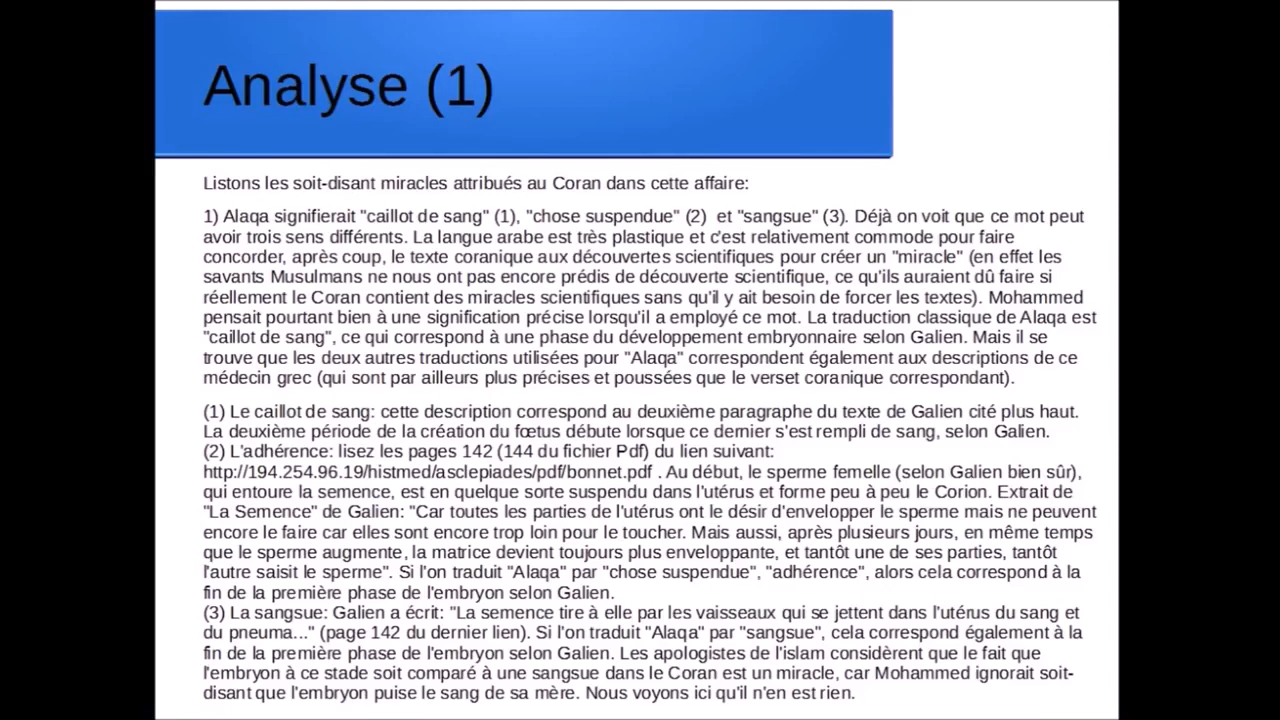 Analyse (1)
Listons les soit-disant miracles attribués au Coran dans cette affaire:
1) Alaqa signifierait "caillot de sang" (1), "chose suspendue" (2) et "sangsue" (3). Déjà on voit que ce mot peut
avoir trois sens différents. La langue arabe est très plastique et c'est relativement commode pour faire
concorder, après coup, le texte coranique aux découvertes scientifiques pour créer un "miracle" (en effet les
savants Musulmans ne nous ont pas encore prédis de découverte scientifique, ce qu'ils auraient dû faire si
réellement le Coran contient des miracles scientifiques sans qu'il y ait besoin de forcer les textes). Mohammed
pensait pourtant bien à une signification précise lorsqu'il a employé ce mot. La traduction classique de Alaqa est
"caillot de sang", ce qui correspond à une phase du développement embryonnaire selon Galien. Mais il se
trouve que les deux autres traductions utilisées pour "Alaqa" correspondent également aux descriptions de ce
médecin grec (qui sont par ailleurs plus précises et poussées que le verset coranique correspondant).
(1) Le caillot de sang: cette description correspond au deuxième paragraphe du texte de Galien cité plus haut.
La deuxième période de la création du fœtus débute lorsque ce dernier s'est rempli de sang, selon Galien.
(2) L'adhérence: lisez les pages 142 (144 du fichier Pdf) du lien suivant:
http://194.254.96.19/histmed/asclepiades/pdf/bonnet.pdf . Au début, le sperme femelle (selon Galien bien sûr),
qui entoure la semence, est en quelque sorte suspendu dans l'utérus et forme peu à peu le Corion. Extrait de
"La Semence" de Galien: "Car toutes les parties de l'utérus ont le désir d'envelopper le sperme mais ne peuvent
encore le faire car elles sont encore trop loin pour le toucher. Mais aussi, après plusieurs jours, en même temps
que le sperme augmente, la matrice devient toujours plus enveloppante, et tantôt une de ses parties, tantôt
l'autre saisit le sperme". Si l'on traduit "Alaqa" par "chose suspendue", "adhérence", alors cela correspond à la
fin de la première phase de l'embryon selon Galien.
(3) La sangsue: Galien a écrit: "La semence tire à elle par les vaisseaux qui se jettent dans l'utérus du sang et
du pneuma..." (page 142 du dernier lien). Si l'on traduit "Alaqa" par "sangsue", cela correspond également à la
fin de la première phase de l'embryon selon Galien. Les apologistes de l'islam considèrent que le fait que
l'embryon à ce stade soit comparé à une sangsue dans le Coran est un miracle, car Mohammed ignorait soit-
disant que l'embryon puise le sang de sa mère. Nous voyons ici qu'il n'en est rien.